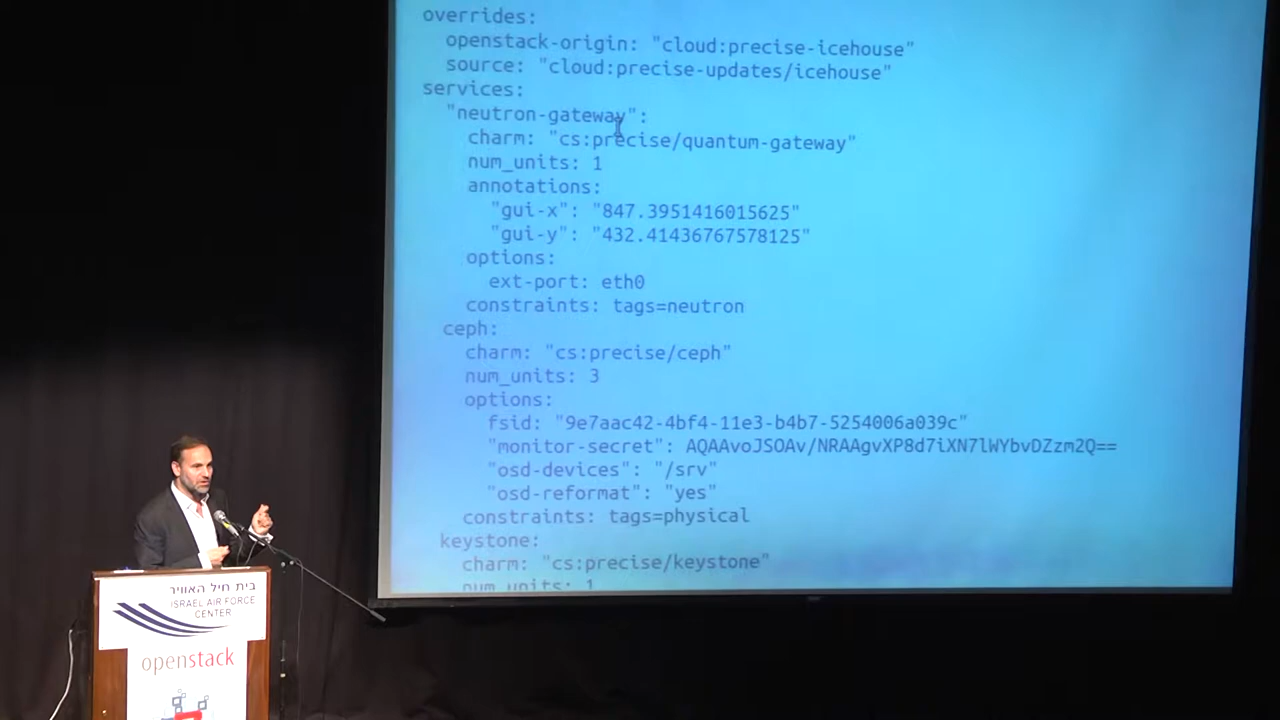 overrides:
openstack-origin: "cloud:precise-icehouse"
source: "cloud:precise-updates/icehouse"
services:
"neutron-gateway":
charm: "cs:precise/quantum-gateway"
num_units: 1
annotations:
"gui-x": "847.3951416015625"
"gui-y": "432.41436767578125"
options:
ext-port: eth0
constraints: tags=neutron
ceph:
charm: "cs:precise/ceph"
num_units: 3
options:
fsid: "9e7aac42-4bf4-11e3-b4b7-5254006a039c"
"monitor-secret": AQAAvoJSOAv/NRAAgvXP8d7iXN7lWYbvDZzm2Q==
"osd-devices": "/srv"
"osd-reformat": "yes"
constraints: tags=physical
keystone:
charm: "cs:precise/keystone"
num_units: 1
בית חיל האוויר
ISRAEL AIR FORCE
CENTER
openstack